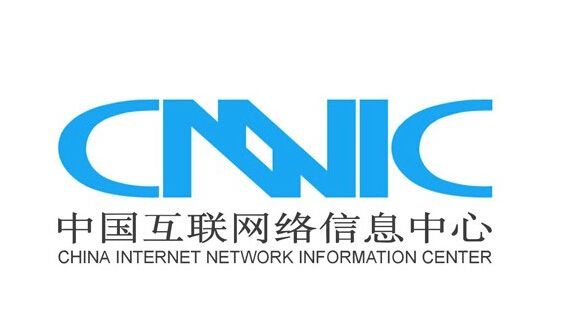 CNNIC
中国互联网络信息中心
CHINA INTERNET NETWORK INFORMATION CENTER